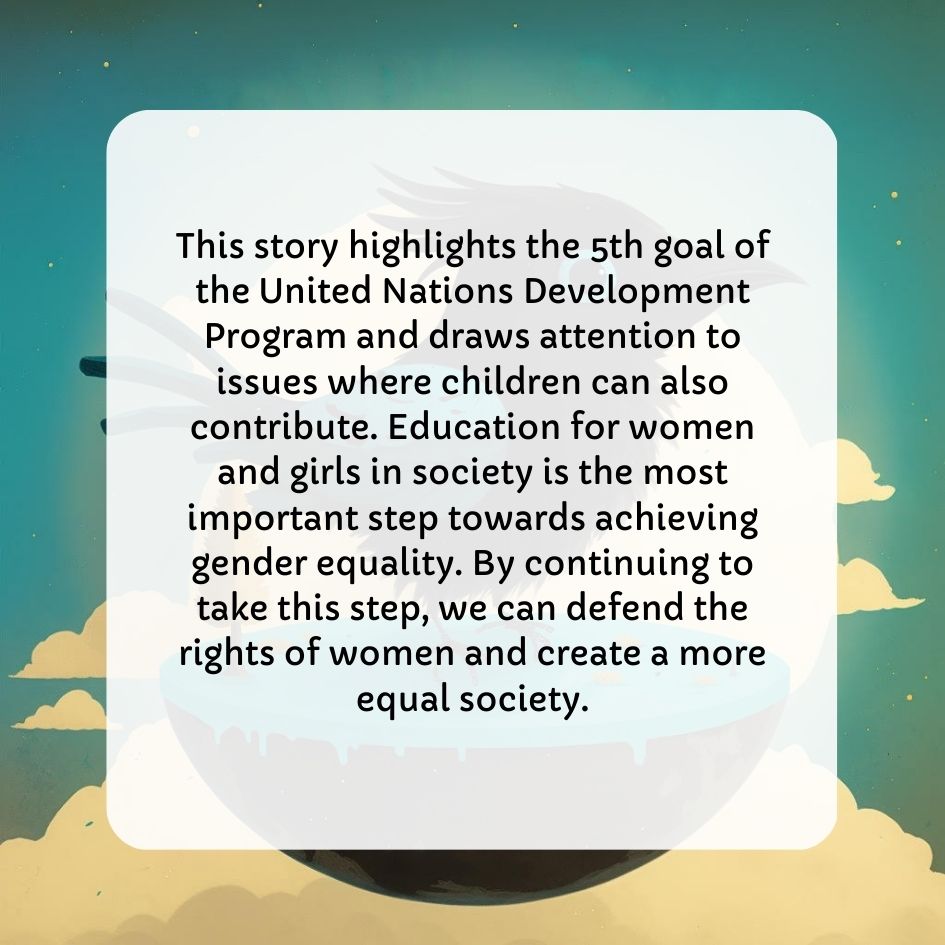 This story highlights the 5th goal of
the United Nations Development
Program and draws attention to
issues where children can also
contribute. Education for women
and girls in society is the most
important step towards achieving
gender equality. By continuing to
take this step, we can defend the
rights of women and create a more
equal society.